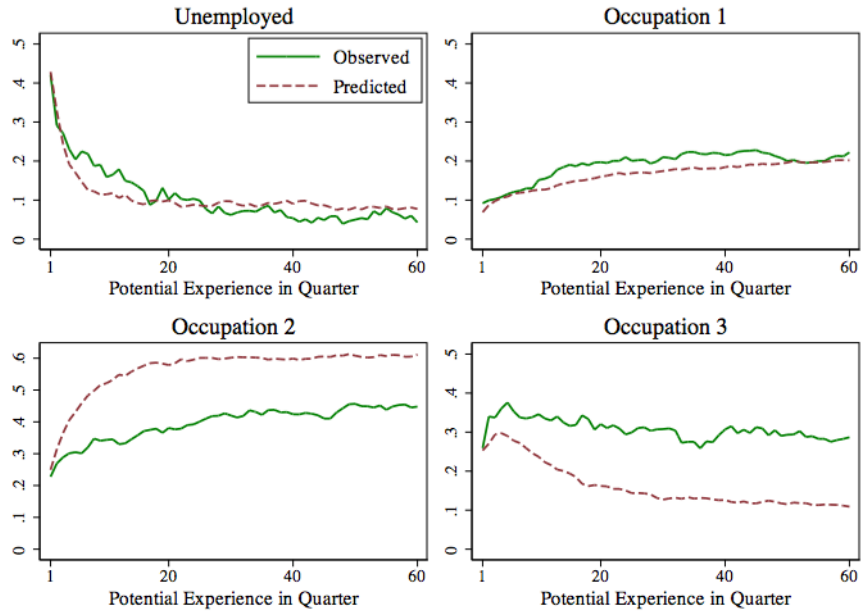 Unemployed
Observed
Predicted
0 .1 .2 .3 .4 .5
1 20 40 60
Potential Experience in Quarter
Occupation 1
0 .1 .2 .3 .4 .5
1 20 40 60
Potential Experience in Quarter
Occupation 2
0 .1 .2 .3 .4 .5 .6
1 20 40 60
Potential Experience in Quarter
Occupation 3
0 .1 .2 .3 .4 .5
1 20 40 60
Potential Experience in Quarter